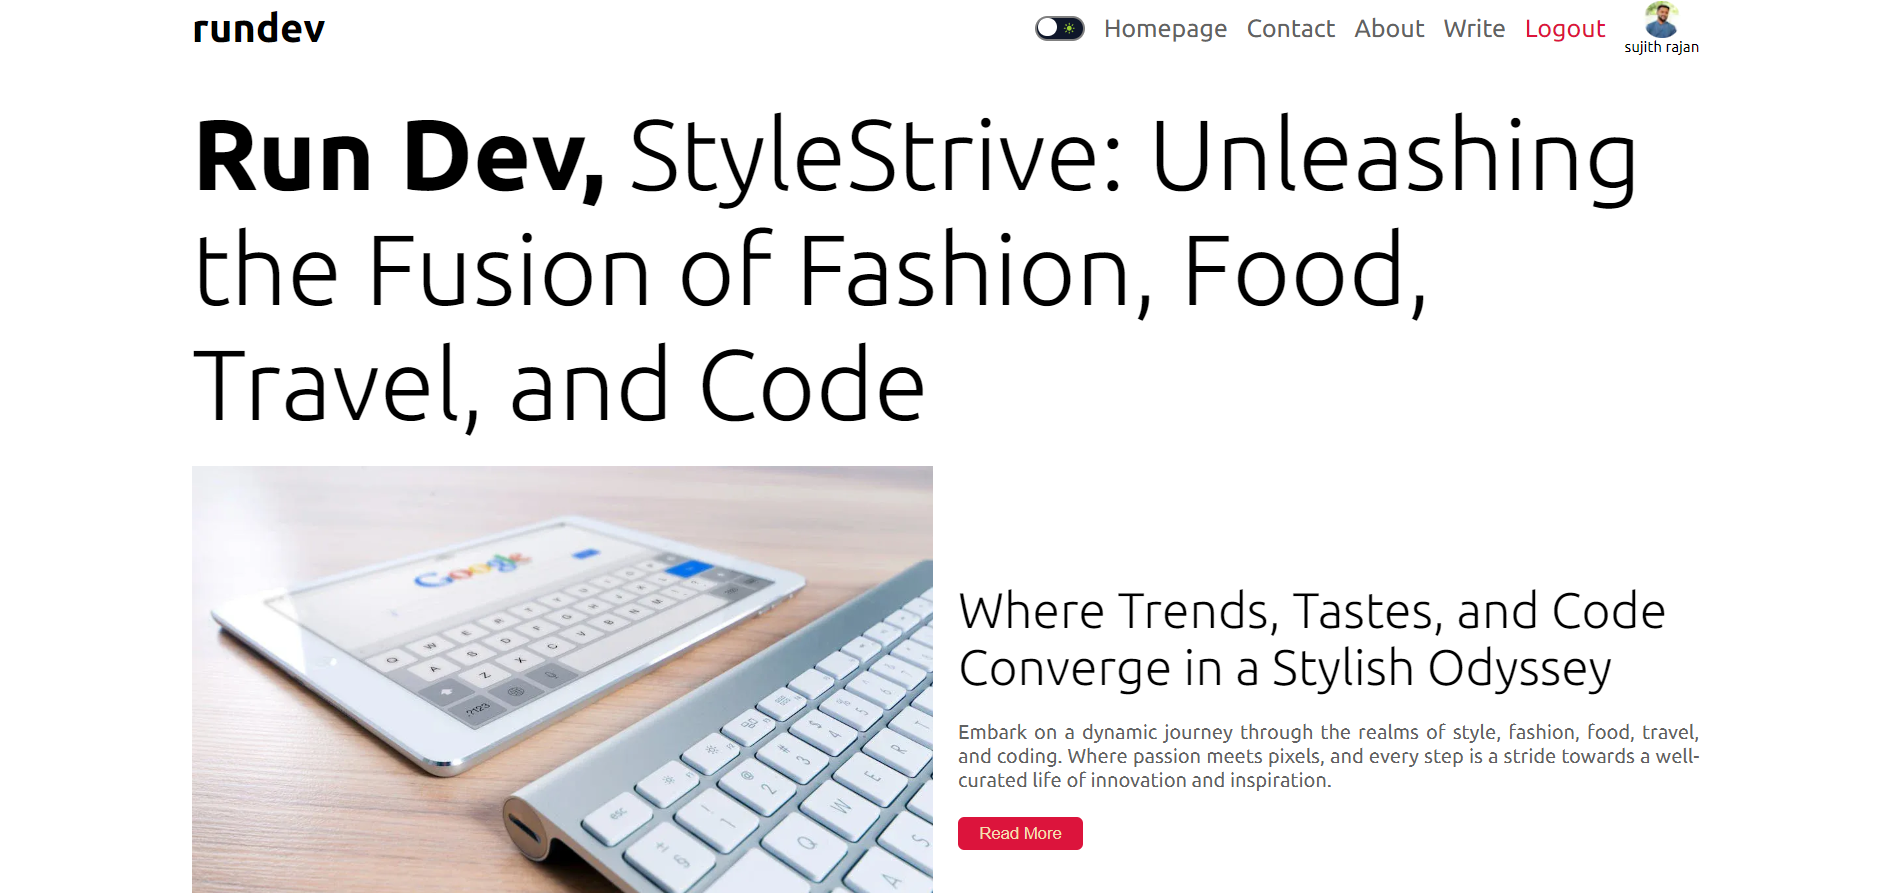 rundev
Homepage Contact About Write Logout
sujith rajan
Run Dev, StyleStrive: Unleashing
the Fusion of Fashion, Food,
Travel, and Code
Google
Q W E R T Y U
A S D F G H J K
Z X C V B N M
.?123
esc
Where Trends, Tastes, and Code
Converge in a Stylish Odyssey
Embark on a dynamic journey through the realms of style, fashion, food, travel,
and coding. Where passion meets pixels, and every step is a stride towards a well-
curated life of innovation and inspiration.
Read More